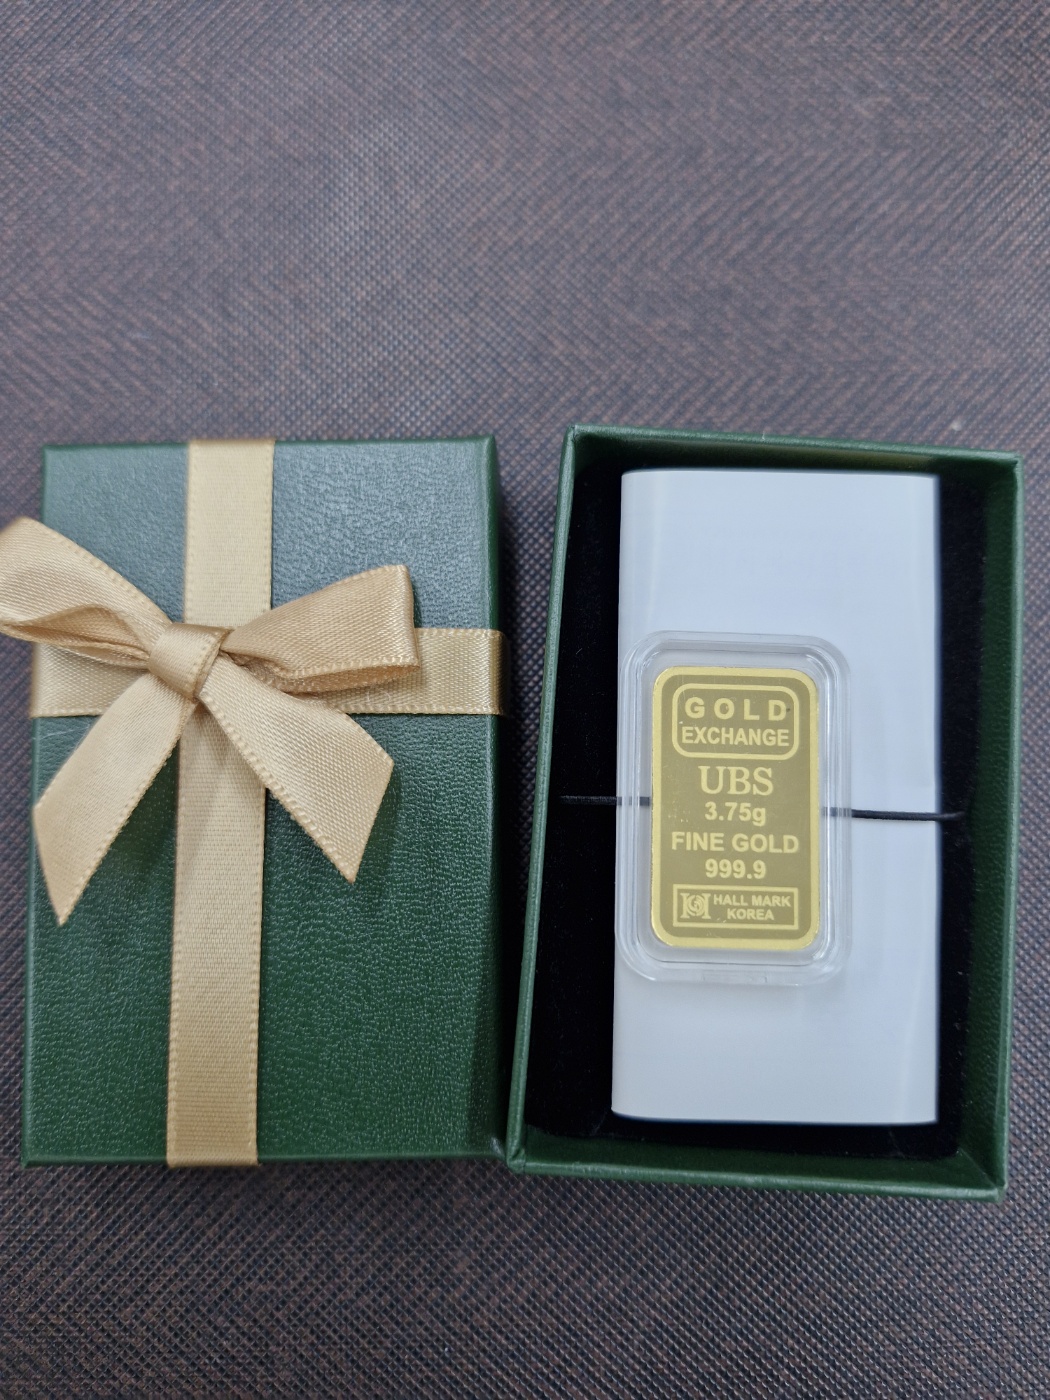 GOLD
EXCHANGE
UBS
3.75g
FINE GOLD
999.9
HALL MARK
KOREA